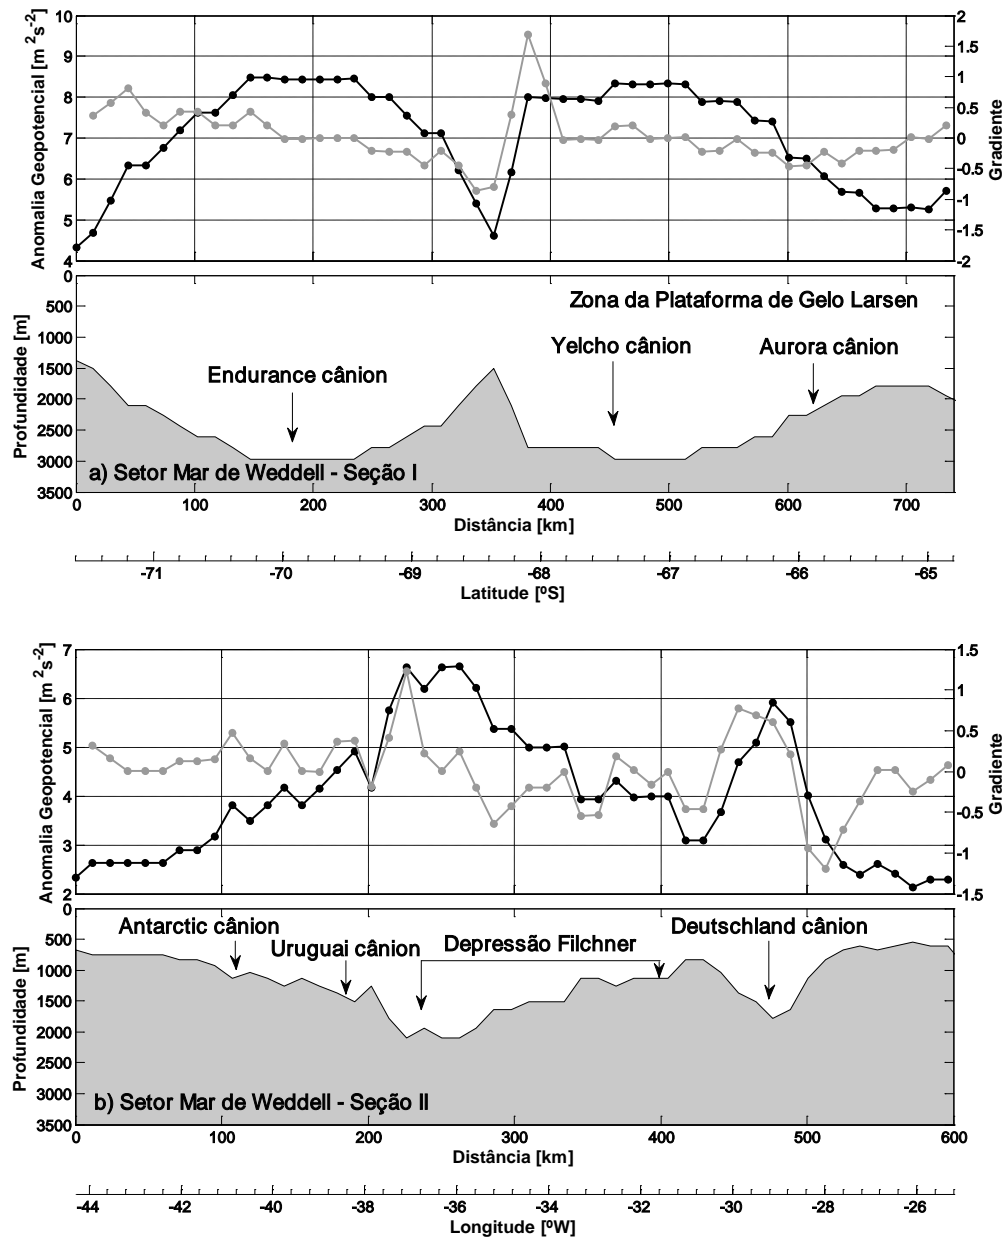 10
9
8
7
6
5
4
Anomalia Geopotencial [m²s⁻²]
2
1.5
1
0.5
0
-0.5
-1
-1.5
-2
Gradiente
0
500
1000
1500
2000
2500
3000
3500
Profundidade [m]
Zona da Plataforma de Gelo Larsen
Endurance cânion
Yelcho cânion
Aurora cânion
a) Setor Mar de Weddell - Seção I
0 100 200 300 400 500 600 700
Distância [km]
-71 -70 -69 -68 -67 -66 -65
Latitude [ºS]
7
6
5
4
3
2
Anomalia Geopotencial [m²s⁻²]
1.5
1
0.5
0
-0.5
-1
-1.5
Gradiente
0
500
1000
1500
2000
2500
3000
3500
Profundidade [m]
Antarctic cânion
Uruguai cânion
Depressão Filchner
Deutschland cânion
b) Setor Mar de Weddell - Seção II
100 200 300 400 500 600
Distância [km]
-44 -42 -40 -38 -36 -34 -32 -30 -28 -26
Longitude [ºW]